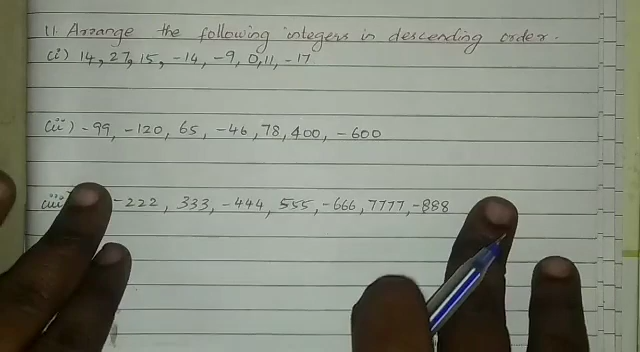 11. Arrange the following integers in descending order.
(i) 14, 27, 15, -14, -9, 0, 11, -17
(ii) -99, -120, 65, -46, 78, 400, -600
(iii) -222, 333, -444, 555, -666, 7777, -888